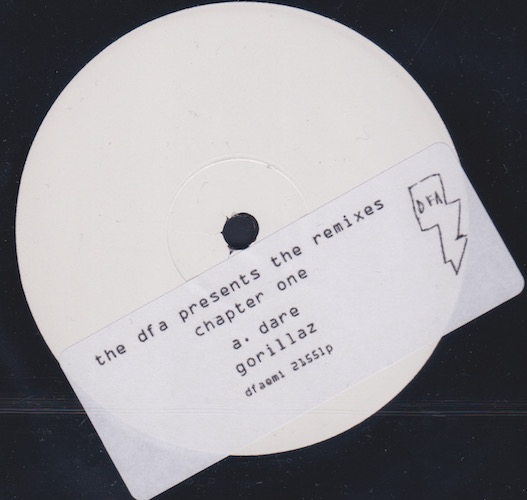 the dfa presents the remixes
chapter one
a. dare
gorillaz
dfaemi 2155lp
DFA